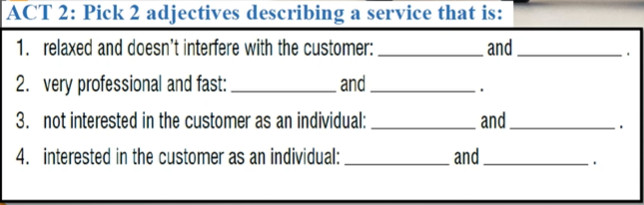 ACT 2: Pick 2 adjectives describing a service that is:
1. relaxed and doesn't interfere with the customer: ____________ and ____________ .
2. very professional and fast: ____________ and ____________ .
3. not interested in the customer as an individual: ____________ and ____________ .
4. interested in the customer as an individual: ____________ and ____________ .